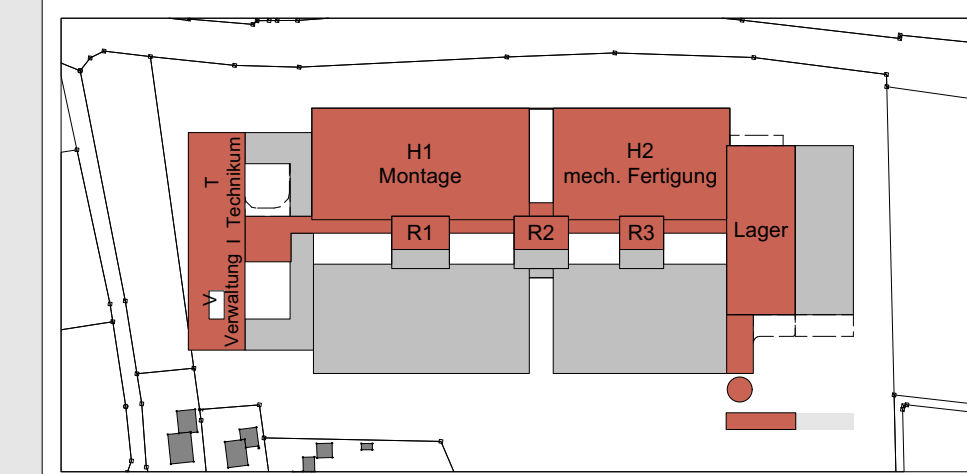 T
V
Verwaltung I Technikum
H1
Montage
H2
mech. Fertigung
R1
R2
R3
Lager